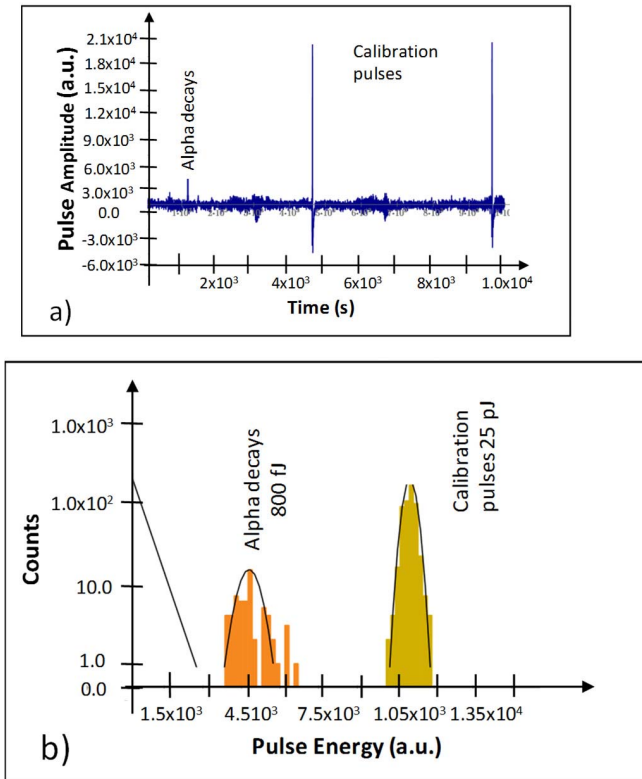 2.1x10⁴
1.8x10⁴
1.5x10⁴
1.2x10⁴
9.0x10³
6.0x10³
3.0x10³
0.0
-3.0x10³
-6.0x10³
Pulse Amplitude (a.u.)
Alpha decays
Calibration
pulses
2x10³ 4x10³ 6x10³ 8x10³ 1.0x10⁴
Time (s)
a)
1.0x10³
1.0x10²
10.0
1.0
0.0
Counts
Alpha decays
800 fJ
Calibration
pulses 25 pJ
1.5x10³ 4.5x10³ 7.5x10³ 1.05x10³ 1.35x10⁴
Pulse Energy (a.u.)
b)